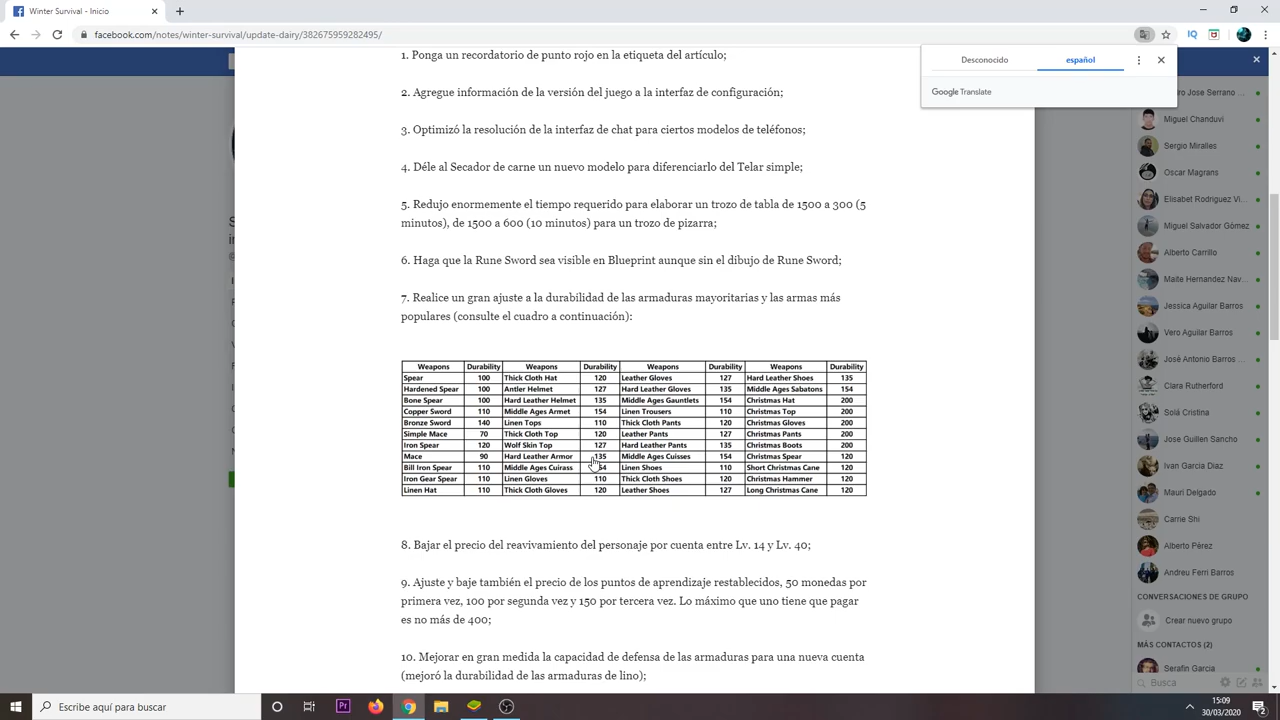 Winter Survival - Inicio
facebook.com/notes/winter-survival/update-dairy/382675959282495/
Desconocido
español
Google Translate
1. Ponga un recordatorio de punto rojo en la etiqueta del artículo;
2. Agregue información de la versión del juego a la interfaz de configuración;
3. Optimizó la resolución de la interfaz de chat para ciertos modelos de teléfonos;
4. Déle al Secador de carne un nuevo modelo para diferenciarlo del Telar simple;
5. Redujo enormemente el tiempo requerido para elaborar un trozo de tabla de 1500 a 300 (5
minutos), de 1500 a 600 (10 minutos) para un trozo de pizarra;
6. Haga que la Rune Sword sea visible en Blueprint aunque sin el dibujo de Rune Sword;
7. Realice un gran ajuste a la durabilidad de las armaduras mayoritarias y las armas más
populares (consulte el cuadro a continuación):
Weapons Durability Weapons Durability Weapons Durability Weapons Durability
Spear 100 Thick Cloth Hat 120 Leather Gloves 127 Hard Leather Shoes 135
Hardened Spear 100 Antler Helmet 127 Hard Leather Gloves 135 Middle Ages Sabatons 154
Bone Spear 100 Hard Leather Helmet 135 Middle Ages Gauntlets 154 Christmas Hat 200
Copper Sword 110 Middle Ages Armet 154 Linen Trousers 110 Christmas Top 200
Bronze Sword 140 Linen Tops 110 Thick Cloth Pants 120 Christmas Gloves 200
Simple Mace 70 Thick Cloth Top 120 Leather Pants 127 Christmas Pants 200
Iron Spear 120 Wolf Skin Top 127 Hard Leather Pants 135 Christmas Boots 200
Mace 90 Hard Leather Armor 135 Middle Ages Cuisses 154 Christmas Spear 120
Bill Iron Spear 110 Middle Ages Cuirass Linen Shoes 110 Short Christmas Cane 120
Iron Gear Spear 110 Linen Gloves 110 Thick Cloth Shoes 120 Christmas Hammer 120
Linen Hat 110 Thick Cloth Gloves 120 Leather Shoes 127 Long Christmas Cane 120
8. Bajar el precio del reavivamiento del personaje por cuenta entre Lv. 14 y Lv. 40;
9. Ajuste y baje también el precio de los puntos de aprendizaje restablecidos, 50 monedas por
primera vez, 100 por segunda vez y 150 por tercera vez. Lo máximo que uno tiene que pagar
es no más de 400;
10. Mejorar en gran medida la capacidad de defensa de las armaduras para una nueva cuenta
(mejoró la durabilidad de las armaduras de lino);
Jose Serrano ...
Miguel Chanduvi
Sergio Miralles
Oscar Magrans
Elisabet Rodriguez Vi...
Miguel Salvador Gómez
Alberto Carrillo
Maite Hernandez Nav...
Jessica Aguilar Barros
Vero Aguilar Barros
José Antonio Barros ...
Clara Rutherford
Solá Cristina
Jose Guillen Sancho
Ivan Garcia Diaz
Mauri Delgado
Carrie Shi
Alberto Pérez
Andreu Ferri Barros
CONVERSACIONES DE GRUPO
Crear nuevo grupo
MÁS CONTACTOS (2)
Serafin Garcia
Busca
Escribe aquí para buscar
Pr
15:09
30/03/2020
2